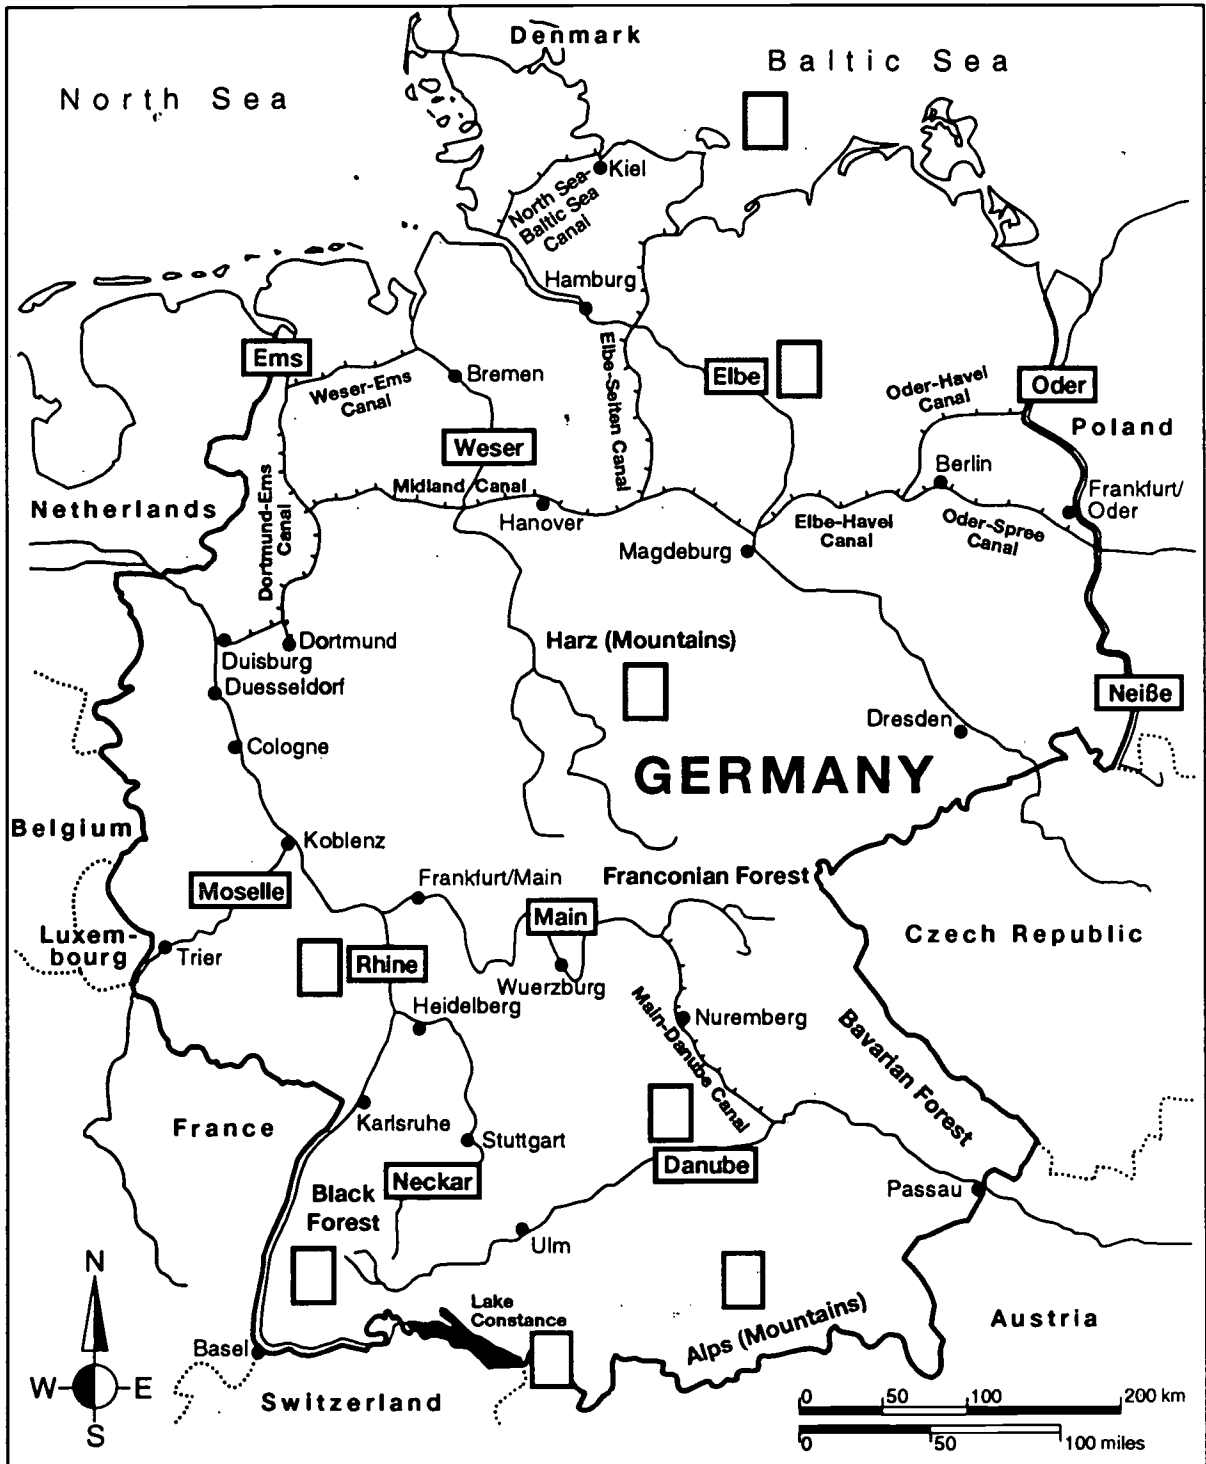 Denmark
Baltic Sea
North Sea
Kiel
North Sea-
Baltic Sea
Canal
Hamburg
Ems
Weser-Ems
Canal
Bremen
Elbe-Seiten Canal
Elbe
Oder-Havel
Canal
Oder
Poland
Weser
Berlin
Midland Canal
Frankfurt/
Oder
Netherlands
Dortmund-Ems
Canal
Hanover
Elbe-Havel
Canal
Oder-Spree
Canal
Magdeburg
Harz (Mountains)
Dortmund
Duisburg
Duesseldorf
Neiße
Dresden
Cologne
GERMANY
Belgium
Koblenz
Moselle
Frankfurt/Main
Franconian Forest
Main
Luxem-
bourg
Trier
Czech Republic
Rhine
Wuerzburg
Heidelberg
Main-Danube Canal
Nuremberg
Bavarian Forest
France
Karlsruhe
Stuttgart
Danube
Neckar
Passau
Black
Forest
Ulm
N
Lake
Constance
Alps (Mountains)
Austria
Basel
W E
S
Switzerland
0 50 100 200 km
0 50 100 miles